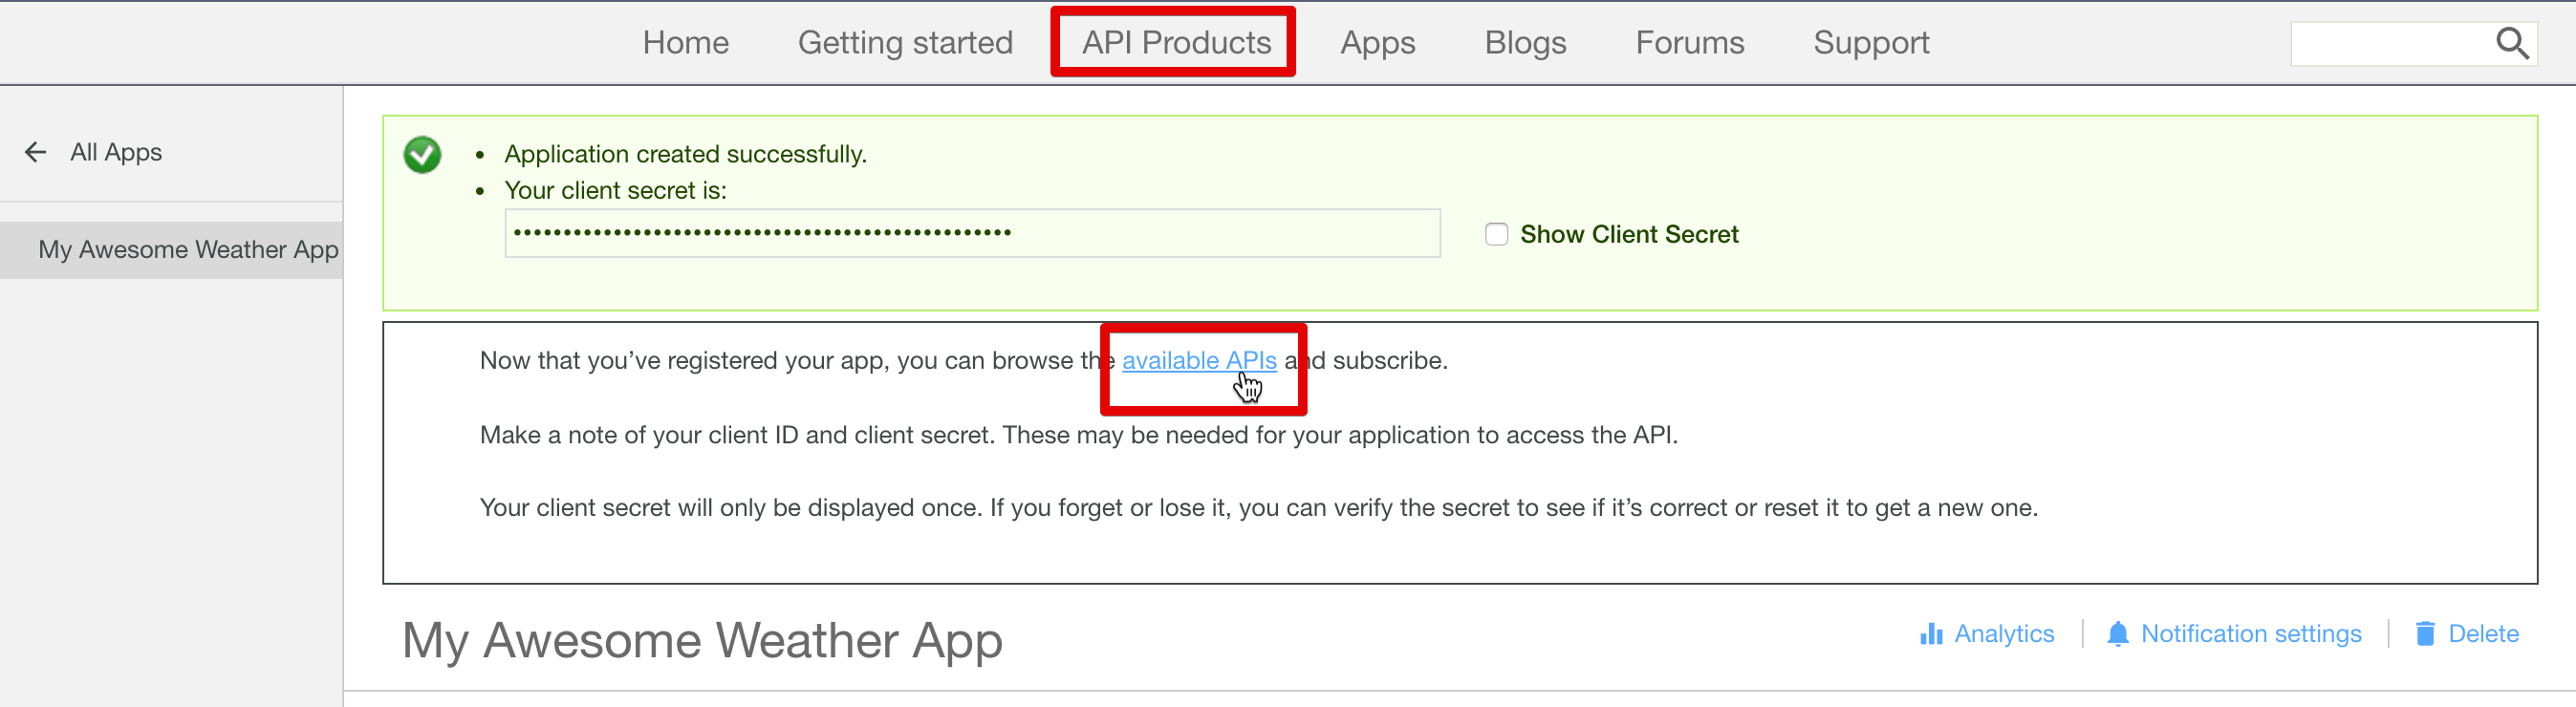 Home Getting started API Products Apps Blogs Forums Support
All Apps
My Awesome Weather App
Application created successfully.
Your client secret is:
••••••••••••••••••••••••••••••••••••••••••••••••••
Show Client Secret
Now that you’ve registered your app, you can browse the available APIs and subscribe.
Make a note of your client ID and client secret. These may be needed for your application to access the API.
Your client secret will only be displayed once. If you forget or lose it, you can verify the secret to see if it’s correct or reset it to get a new one.
My Awesome Weather App
Analytics | Notification settings | Delete